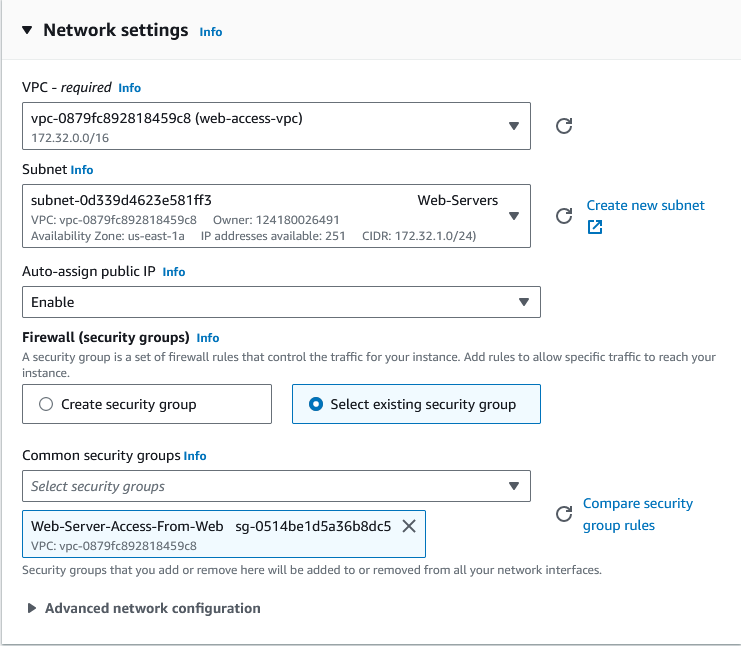 Network settings Info
VPC - required Info
vpc-0879fc892818459c8 (web-access-vpc)
172.32.0.0/16
Subnet Info
subnet-0d339d4623e581ff3 Web-Servers
VPC: vpc-0879fc892818459c8 Owner: 124180026491
Availability Zone: us-east-1a IP addresses available: 251 CIDR: 172.32.1.0/24)
Create new subnet
Auto-assign public IP Info
Enable
Firewall (security groups) Info
A security group is a set of firewall rules that control the traffic for your instance. Add rules to allow specific traffic to reach your
instance.
Create security group
Select existing security group
Common security groups Info
Select security groups
Web-Server-Access-From-Web sg-0514be1d5a36b8dc5
VPC: vpc-0879fc892818459c8
Compare security
group rules
Security groups that you add or remove here will be added to or removed from all your network interfaces.
Advanced network configuration